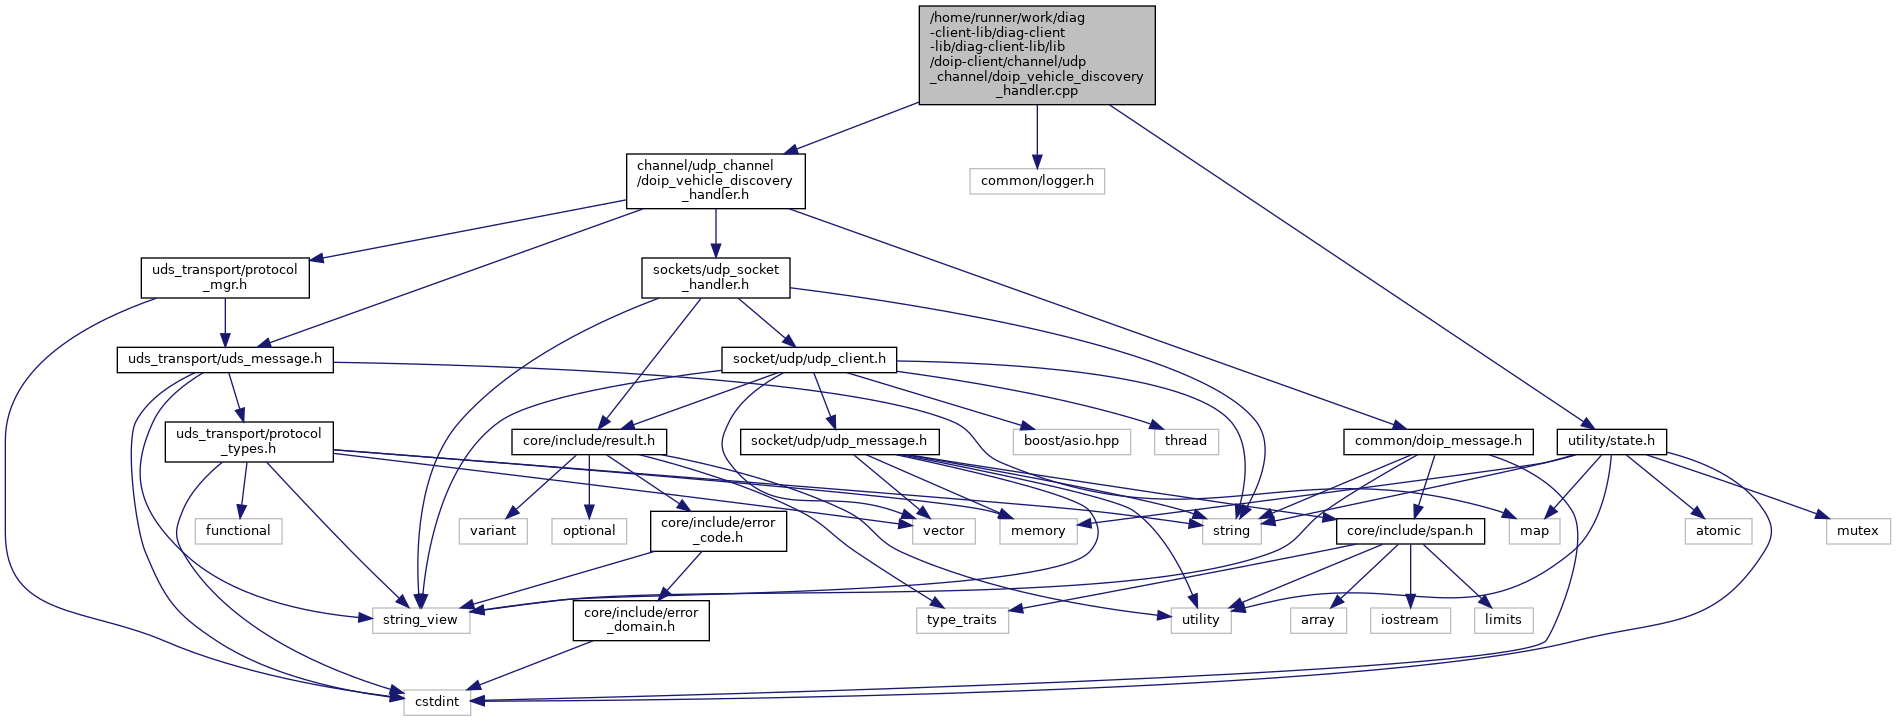 /home/runner/work/diag
-client-lib/diag-client
-lib/diag-client-lib/lib
/doip-client/channel/udp
_channel/doip_vehicle_discovery
_handler.cpp
channel/udp_channel
/doip_vehicle_discovery
_handler.h
common/logger.h
uds_transport/protocol
_mgr.h
sockets/udp_socket
_handler.h
uds_transport/uds_message.h
socket/udp/udp_client.h
uds_transport/protocol
_types.h
core/include/result.h
socket/udp/udp_message.h
boost/asio.hpp
thread
common/doip_message.h
utility/state.h
functional
variant
optional
core/include/error
_code.h
vector
memory
string
core/include/span.h
map
atomic
mutex
string_view
core/include/error
_domain.h
type_traits
utility
array
iostream
limits
cstdint